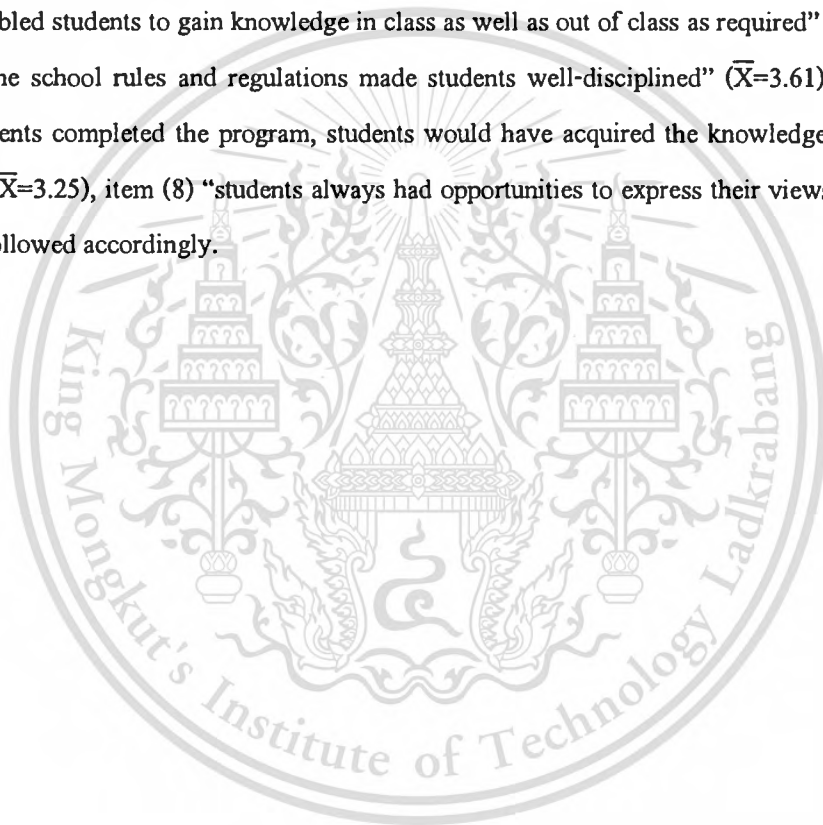 bled students to gain knowledge in class as well as out of class as required”
ne school rules and regulations made students well-disciplined” (X̅=3.61)
ents completed the program, students would have acquired the knowledge
X̅=3.25), item (8) “students always had opportunities to express their views
ollowed accordingly.
King Mongkut's Institute of Technology Ladkrabang